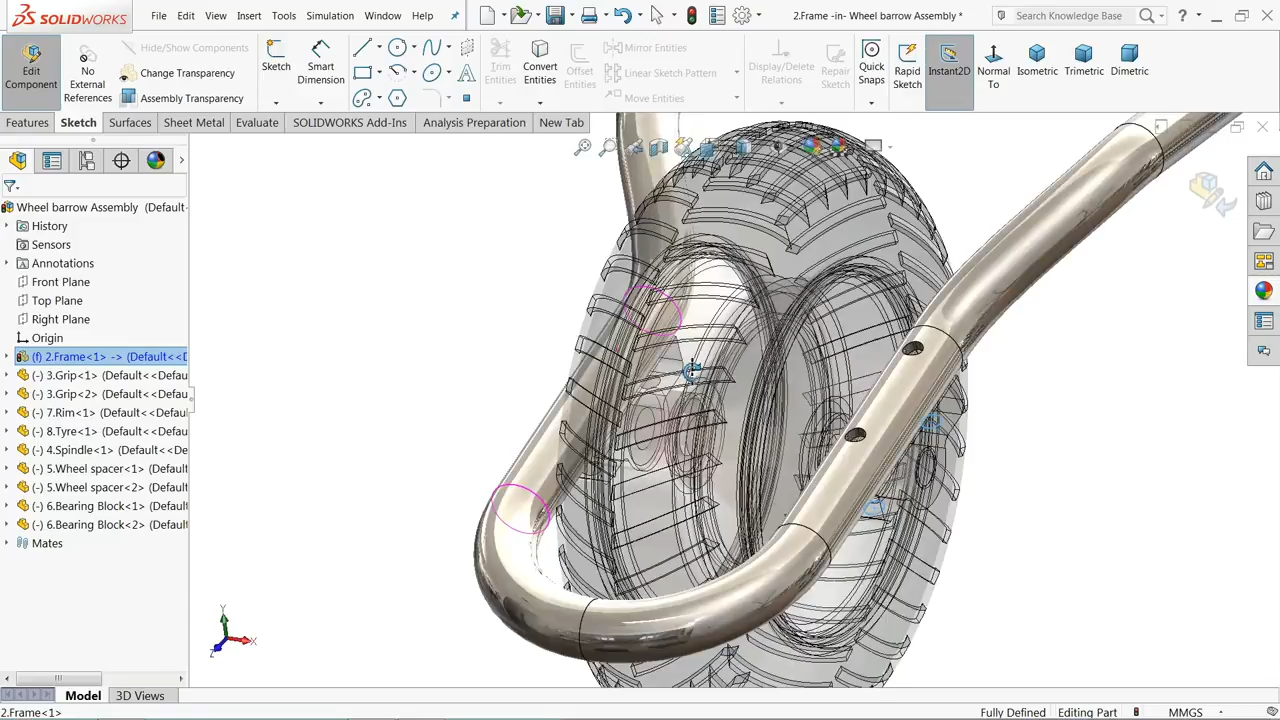 SOLIDWORKS
File Edit View Insert Tools Simulation Window Help
2.Frame -in- Wheel barrow Assembly *
Search Knowledge Base
?
Edit Component
No External References
Hide/Show Components
Change Transparency
Assembly Transparency
Sketch
Smart Dimension
Trim Entities
Convert Entities
Offset Entities
Mirror Entities
Linear Sketch Pattern
Move Entities
Display/Delete Relations
Repair Sketch
Quick Snaps
Rapid Sketch
Instant2D
Normal To
Isometric
Trimetric
Dimetric
Features Sketch Surfaces Sheet Metal Evaluate SOLIDWORKS Add-Ins Analysis Preparation New Tab
Wheel barrow Assembly (Default
History
Sensors
Annotations
Front Plane
Top Plane
Right Plane
Origin
(f) 2.Frame<1> -> (Default<<D
(-) 3.Grip<1> (Default<<Defau
(-) 3.Grip<2> (Default<<Defau
(-) 7.Rim<1> (Default<<Defau
(-) 8.Tyre<1> (Default<<Defau
(-) 4.Spindle<1> (Default<<De
(-) 5.Wheel spacer<1> (Defau
(-) 5.Wheel spacer<2> (Defau
(-) 6.Bearing Block<1> (Defau
(-) 6.Bearing Block<2> (Defau
Mates
Y
X
Z
Model 3D Views
2.Frame<1>
Fully Defined Editing Part MMGS